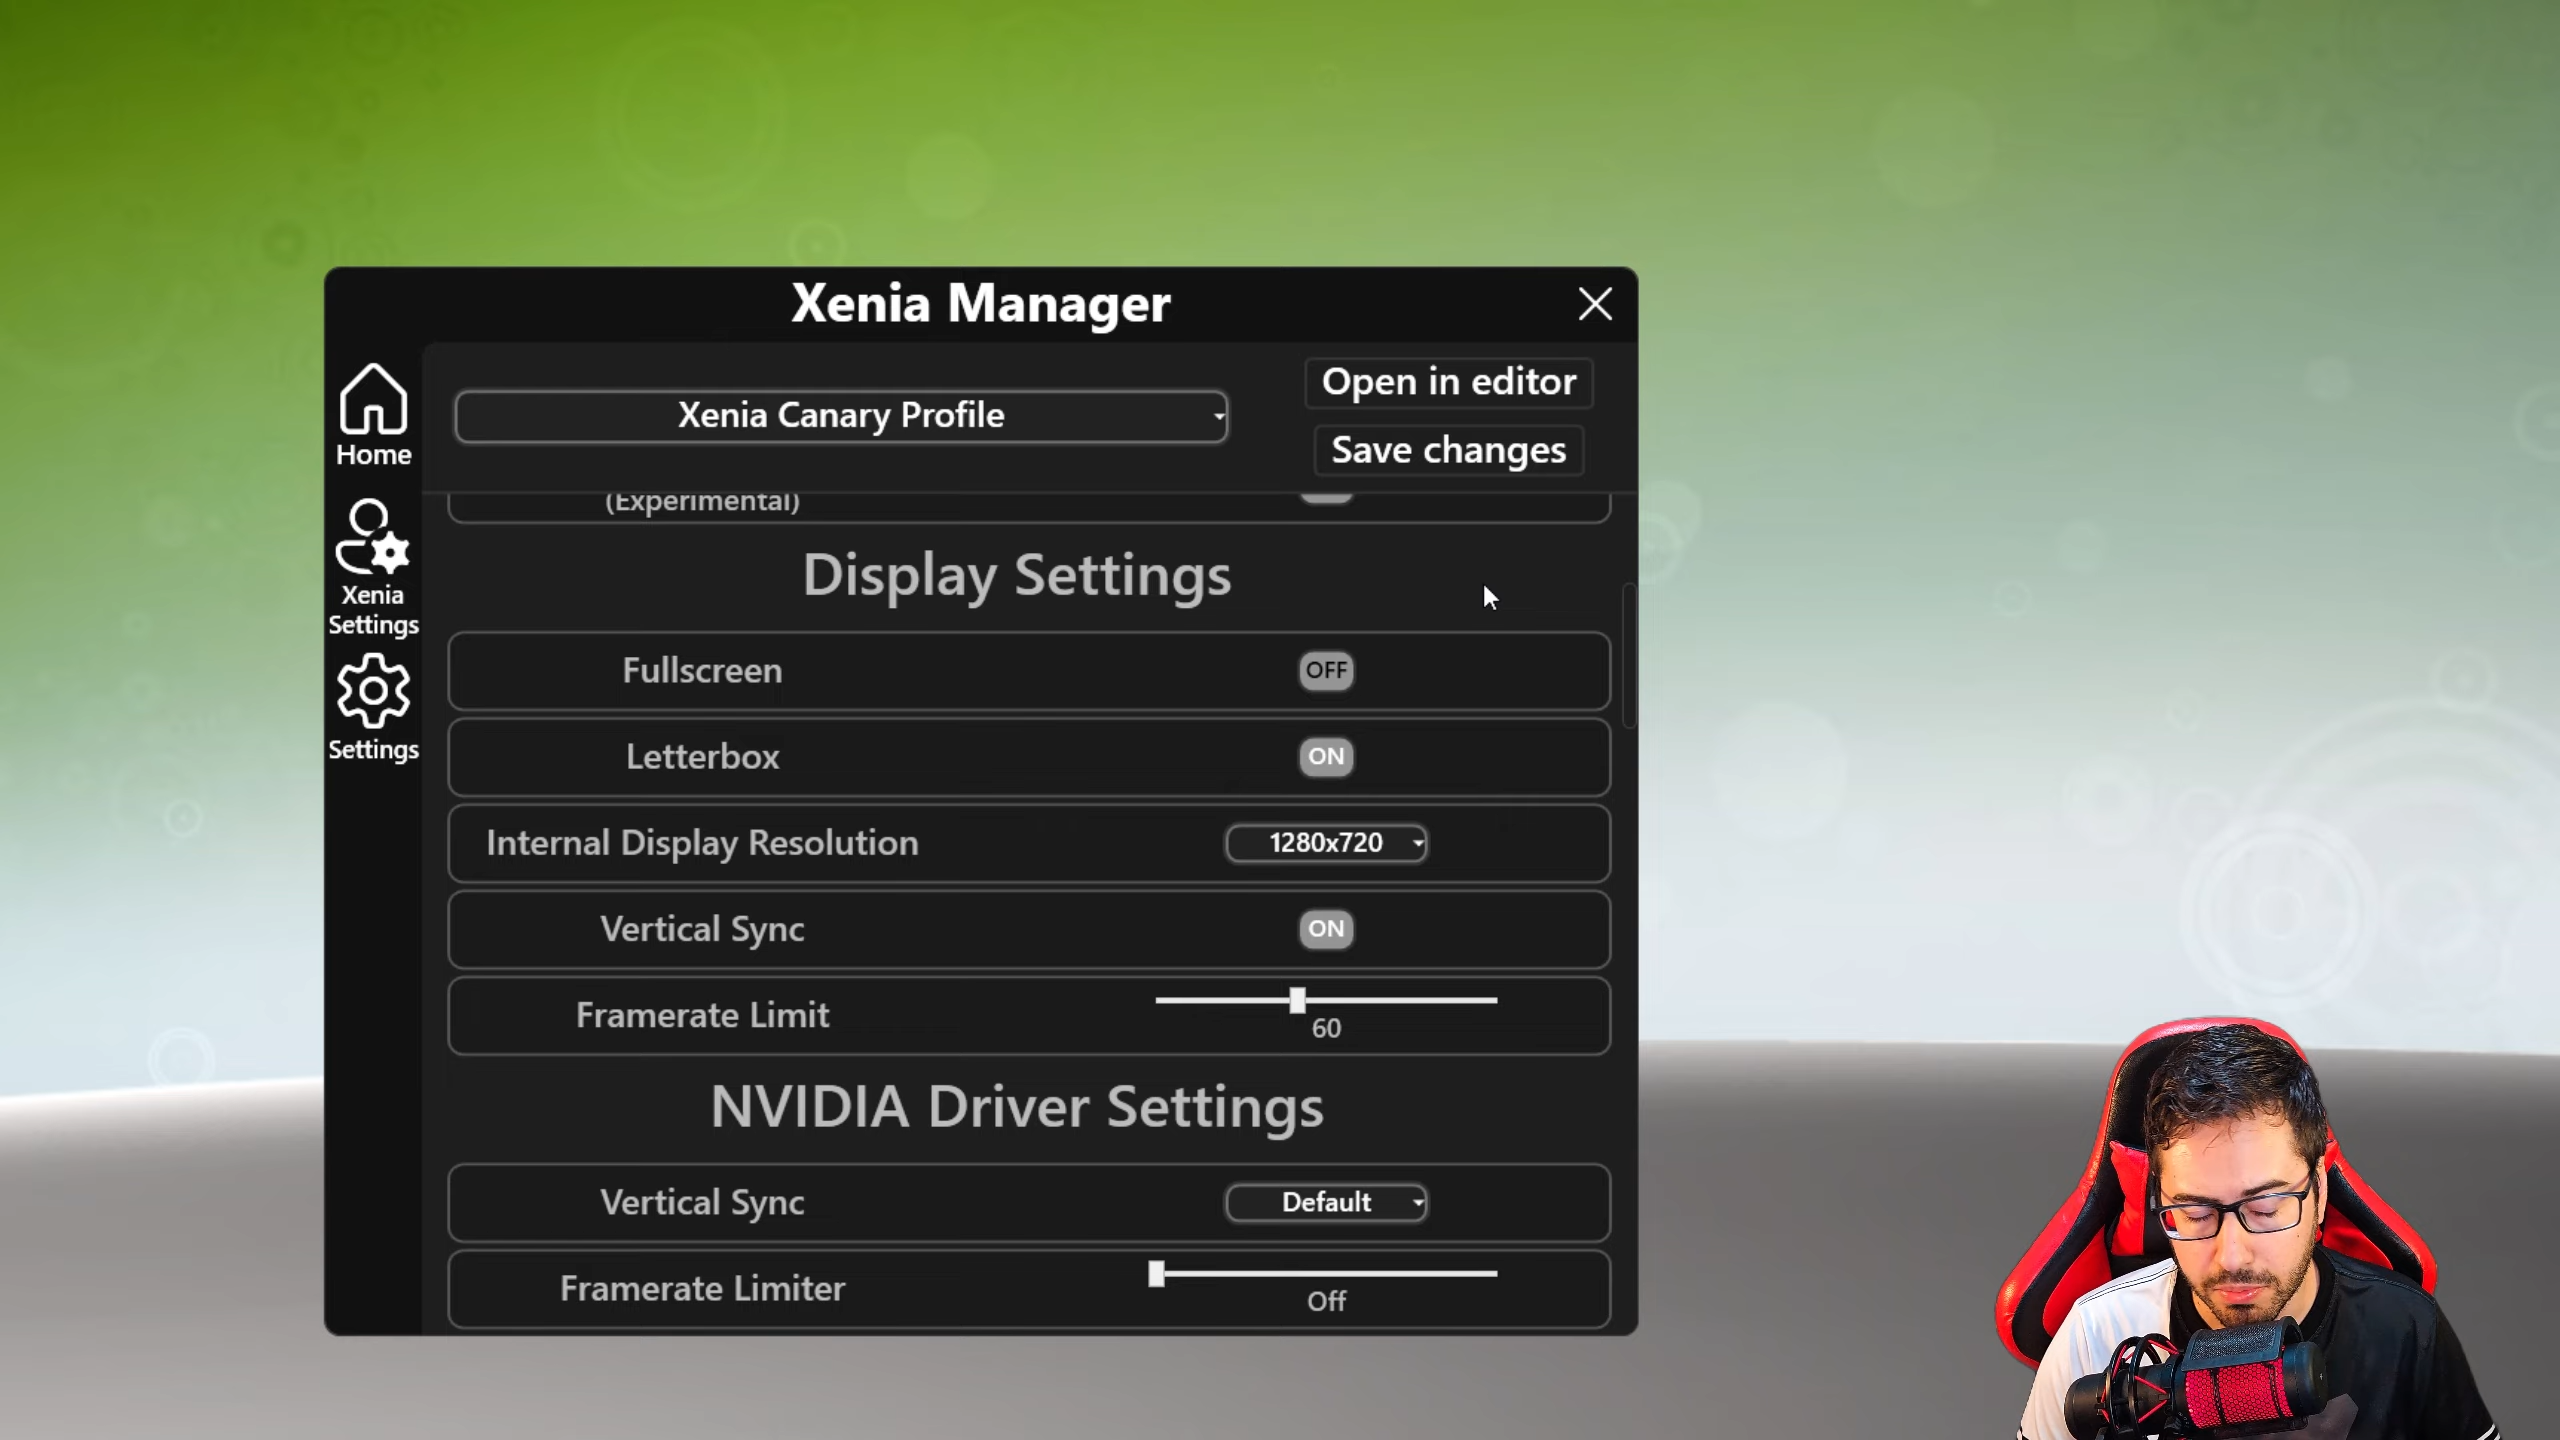 Xenia Manager
Home
Xenia
Settings
Settings
Xenia Canary Profile
Open in editor
Save changes
(Experimental)
Display Settings
Fullscreen OFF
Letterbox ON
Internal Display Resolution 1280x720
Vertical Sync ON
Framerate Limit 60
NVIDIA Driver Settings
Vertical Sync Default
Framerate Limiter Off